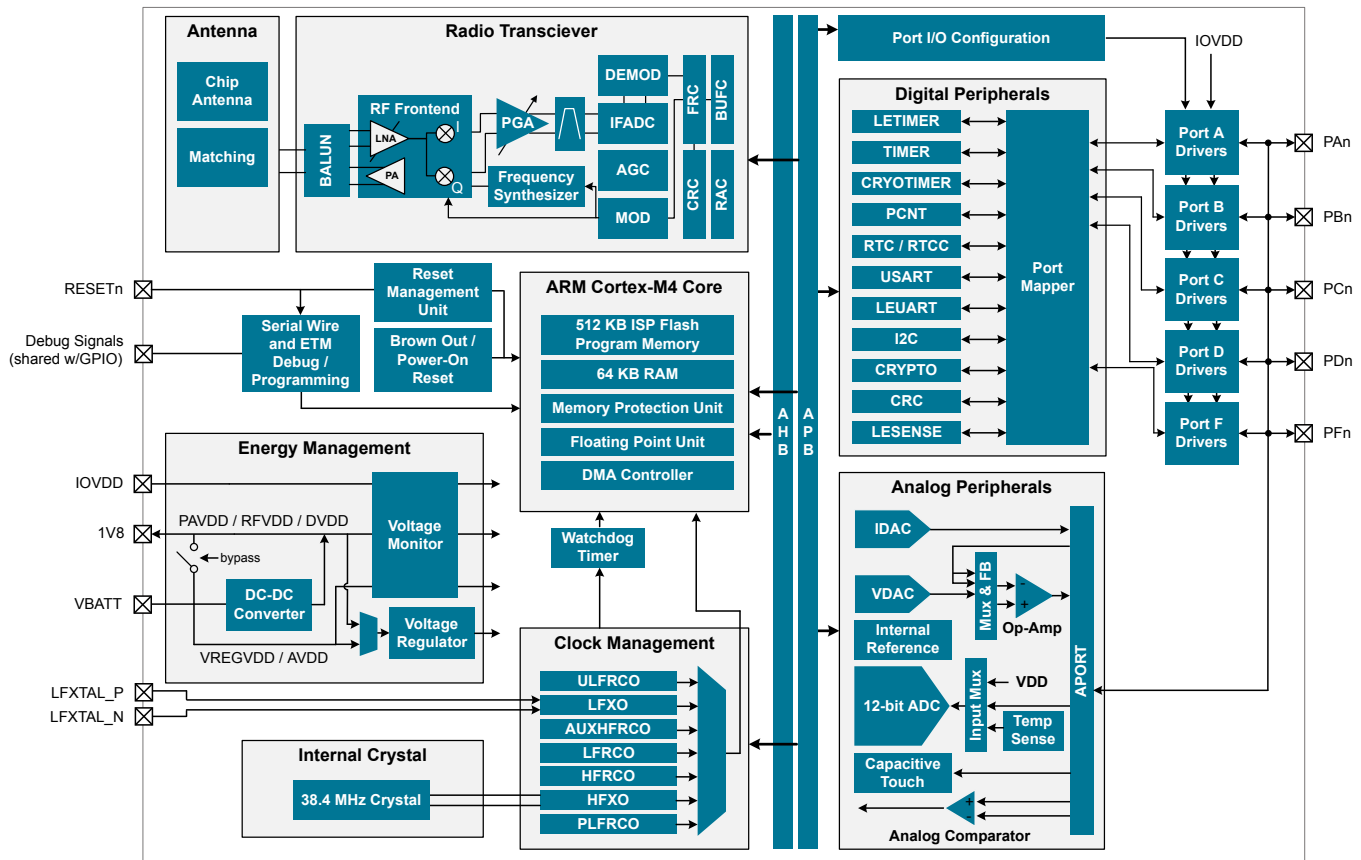 Antenna
Chip
Antenna
Matching
Radio Transciever
BALUN
RF Frontend
LNA
PA
I
Q
PGA
Frequency
Synthesizer
DEMOD
IFADC
AGC
MOD
FRC
BUFC
CRC
RAC
RESETn
Debug Signals
(shared w/GPIO)
Reset
Management
Unit
Serial Wire
and ETM
Debug /
Programming
Brown Out /
Power-On
Reset
ARM Cortex-M4 Core
512 KB ISP Flash
Program Memory
64 KB RAM
Memory Protection Unit
Floating Point Unit
DMA Controller
Energy Management
IOVDD
1V8
VBATT
PAVDD / RFVDD / DVDD
bypass
DC-DC
Converter
VREGVDD / AVDD
Voltage
Monitor
Voltage
Regulator
Watchdog
Timer
LFXTAL_P
LFXTAL_N
Internal Crystal
38.4 MHz Crystal
Clock Management
ULFRCO
LFXO
AUXHFRCO
LFRCO
HFRCO
HFXO
PLFRCO
A
H
B
A
P
B
Port I/O Configuration
IOVDD
Digital Peripherals
LETIMER
TIMER
CRYOTIMER
PCNT
RTC / RTCC
USART
LEUART
I2C
CRYPTO
CRC
LESENSE
Port
Mapper
Port A
Drivers
Port B
Drivers
Port C
Drivers
Port D
Drivers
Port F
Drivers
PAn
PBn
PCn
PDn
PFn
Analog Peripherals
IDAC
VDAC
Mux & FB
-
+
Op-Amp
Internal
Reference
12-bit ADC
Input Mux
VDD
Temp
Sense
Capacitive
Touch
+
-
Analog Comparator
APORT